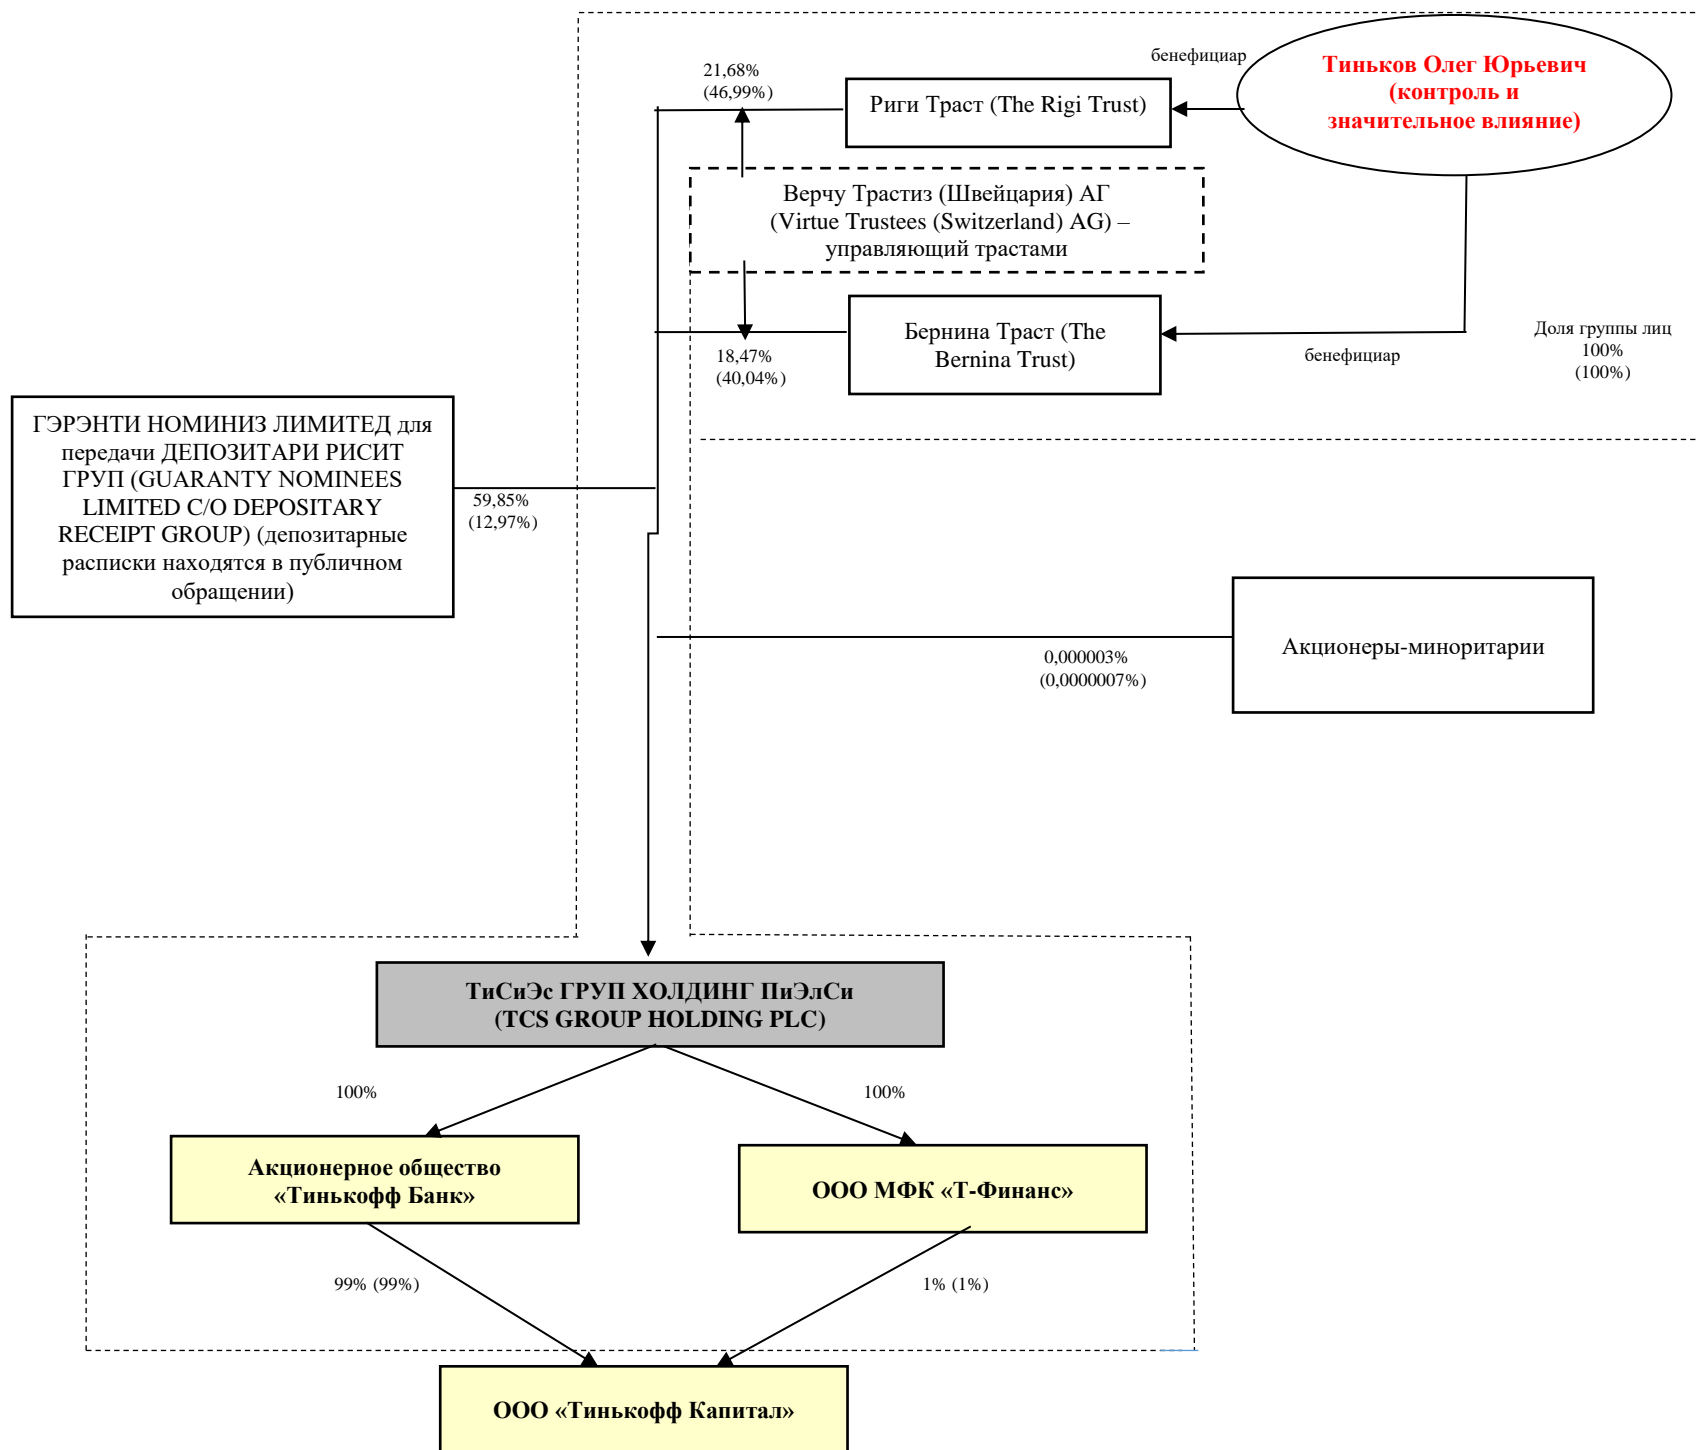 бенефициар
Тиньков Олег Юрьевич
(контроль и
значительное влияние)
21,68%
(46,99%)
Риги Траст (The Rigi Trust)
Верчу Трастиз (Швейцария) АГ
(Virtue Trustees (Switzerland) AG) –
управляющий трастами
Бернина Траст (The
Bernina Trust)
18,47%
(40,04%)
бенефициар
Доля группы лиц
100%
(100%)
ГЭРЭНТИ НОМИНИЗ ЛИМИТЕД для
передачи ДЕПОЗИТАРИ РИСИТ
ГРУП (GUARANTY NOMINEES
LIMITED C/O DEPOSITARY
RECEIPT GROUP) (депозитарные
расписки находятся в публичном
обращении)
59,85%
(12,97%)
Акционеры-миноритарии
0,000003%
(0,0000007%)
ТиСиЭс ГРУП ХОЛДИНГ ПиЭлСи
(TCS GROUP HOLDING PLC)
100%
100%
Акционерное общество
«Тинькофф Банк»
ООО МФК «Т-Финанс»
99% (99%)
1% (1%)
ООО «Тинькофф Капитал»